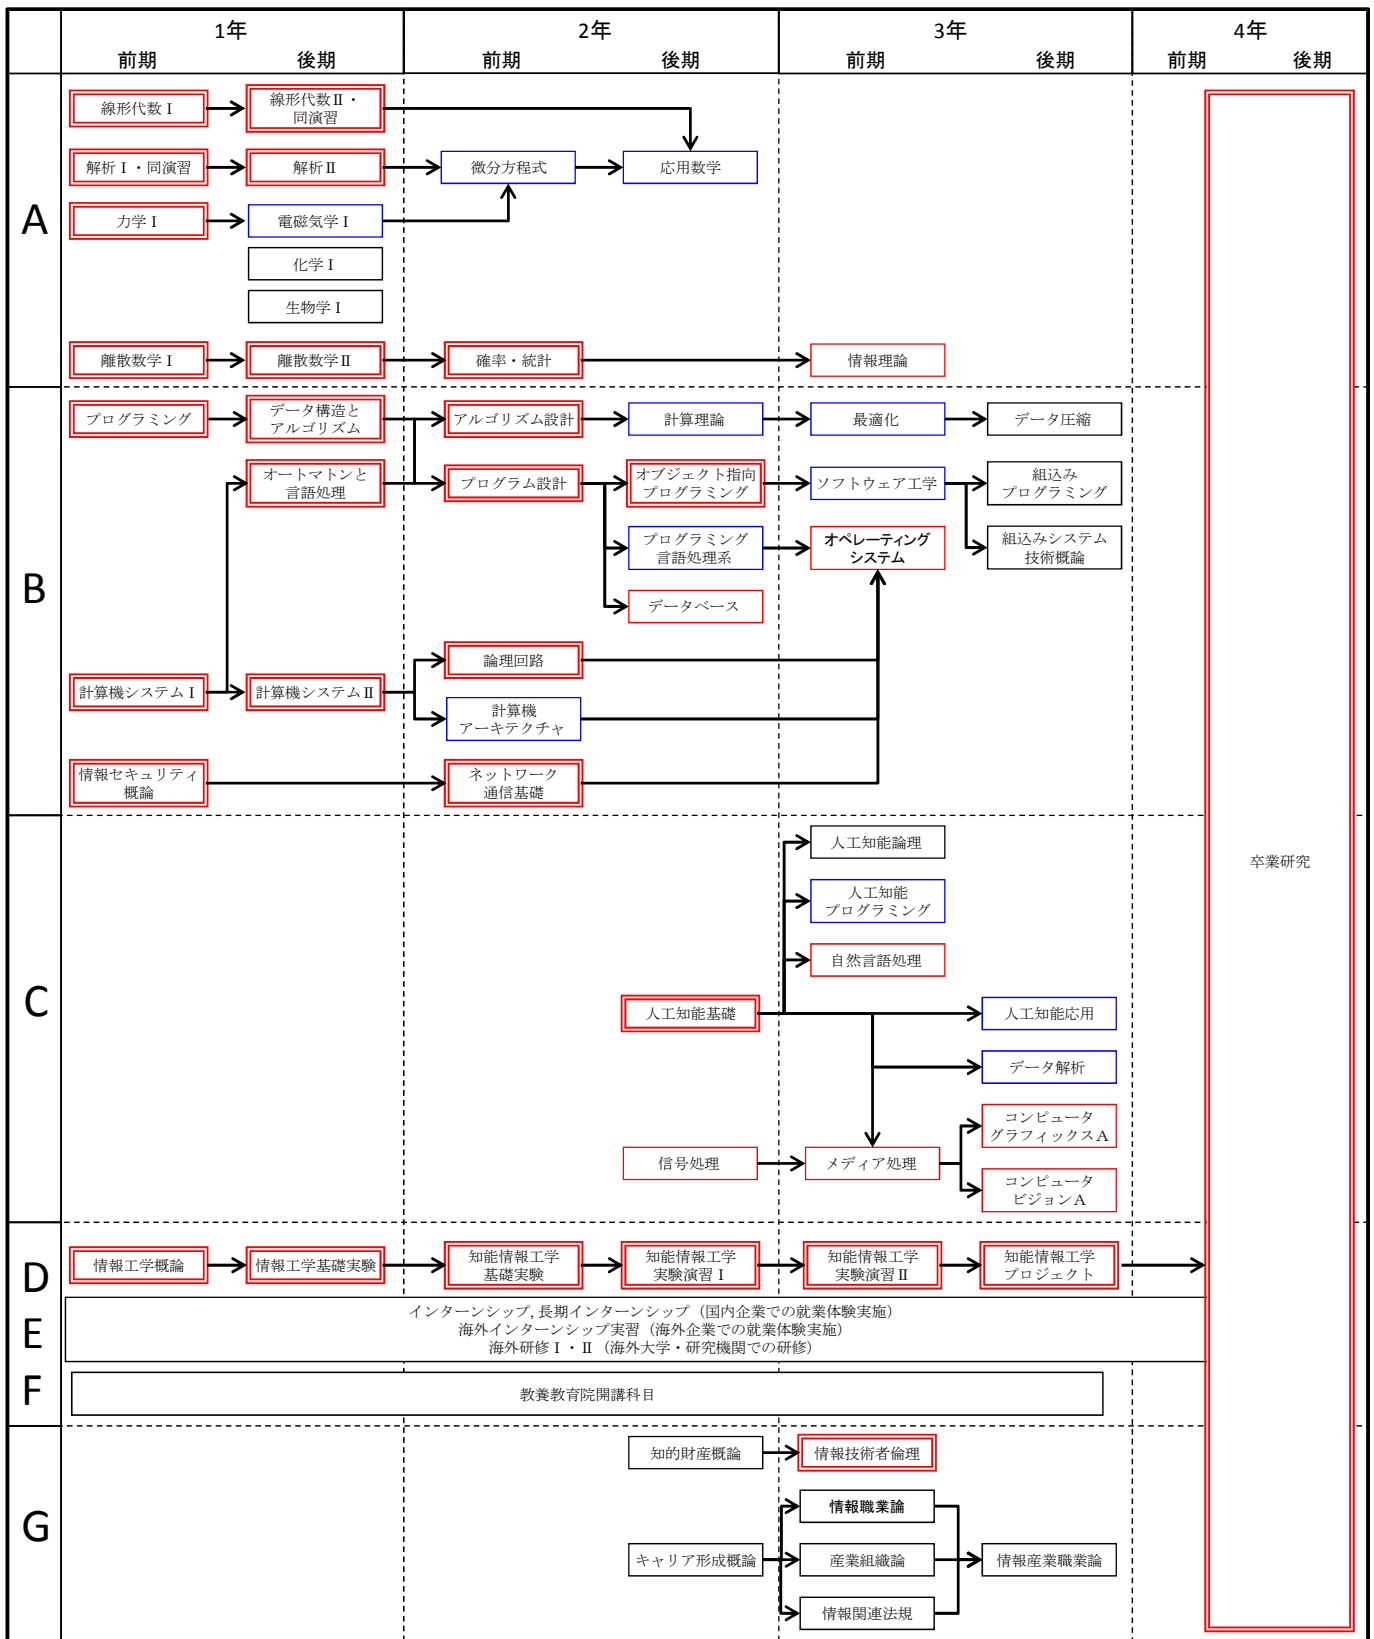 1年
2年
3年
4年
前期
後期
前期
後期
前期
後期
前期
後期
A
線形代数Ⅰ
線形代数Ⅱ・
同演習
解析Ⅰ・同演習
解析Ⅱ
微分方程式
応用数学
力学Ⅰ
電磁気学Ⅰ
化学Ⅰ
生物学Ⅰ
離散数学Ⅰ
離散数学Ⅱ
確率・統計
情報理論
B
プログラミング
データ構造と
アルゴリズム
アルゴリズム設計
計算理論
最適化
データ圧縮
オートマトンと
言語処理
プログラム設計
オブジェクト指向
プログラミング
ソフトウェア工学
組込み
プログラミング
プログラミング
言語処理系
オペレーティング
システム
組込みシステム
技術概論
データベース
論理回路
計算機システムⅠ
計算機システムⅡ
計算機
アーキテクチャ
情報セキュリティ
概論
ネットワーク
通信基礎
C
人工知能論理
人工知能
プログラミング
自然言語処理
人工知能基礎
人工知能応用
データ解析
コンピュータ
グラフィックスA
信号処理
メディア処理
コンピュータ
ビジョンA
卒業研究
D
情報工学概論
情報工学基礎実験
知能情報工学
基礎実験
知能情報工学
実験演習Ⅰ
知能情報工学
実験演習Ⅱ
知能情報工学
プロジェクト
E
インターンシップ, 長期インターンシップ（国内企業での就業体験実施）
海外インターンシップ実習（海外企業での就業体験実施）
海外研修Ⅰ・Ⅱ（海外大学・研究機関での研修）
F
教養教育院開講科目
G
知的財産概論
情報技術者倫理
情報職業論
キャリア形成概論
産業組織論
情報産業職業論
情報関連法規